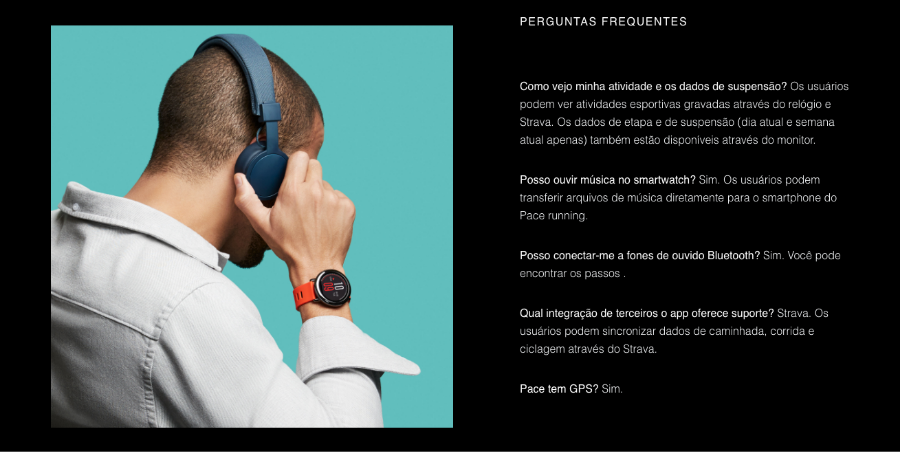 PERGUNTAS FREQUENTES
Como vejo minha atividade e os dados de suspensão? Os usuários
podem ver atividades esportivas gravadas através do relógio e
Strava. Os dados de etapa e de suspensão (dia atual e semana
atual apenas) também estão disponíveis através do monitor.
Posso ouvir música no smartwatch? Sim. Os usuários podem
transferir arquivos de música diretamente para o smartphone do
Pace running.
Posso conectar-me a fones de ouvido Bluetooth? Sim. Você pode
encontrar os passos .
Qual integração de terceiros o app oferece suporte? Strava. Os
usuários podem sincronizar dados de caminhada, corrida e
ciclagem através do Strava.
Pace tem GPS? Sim.